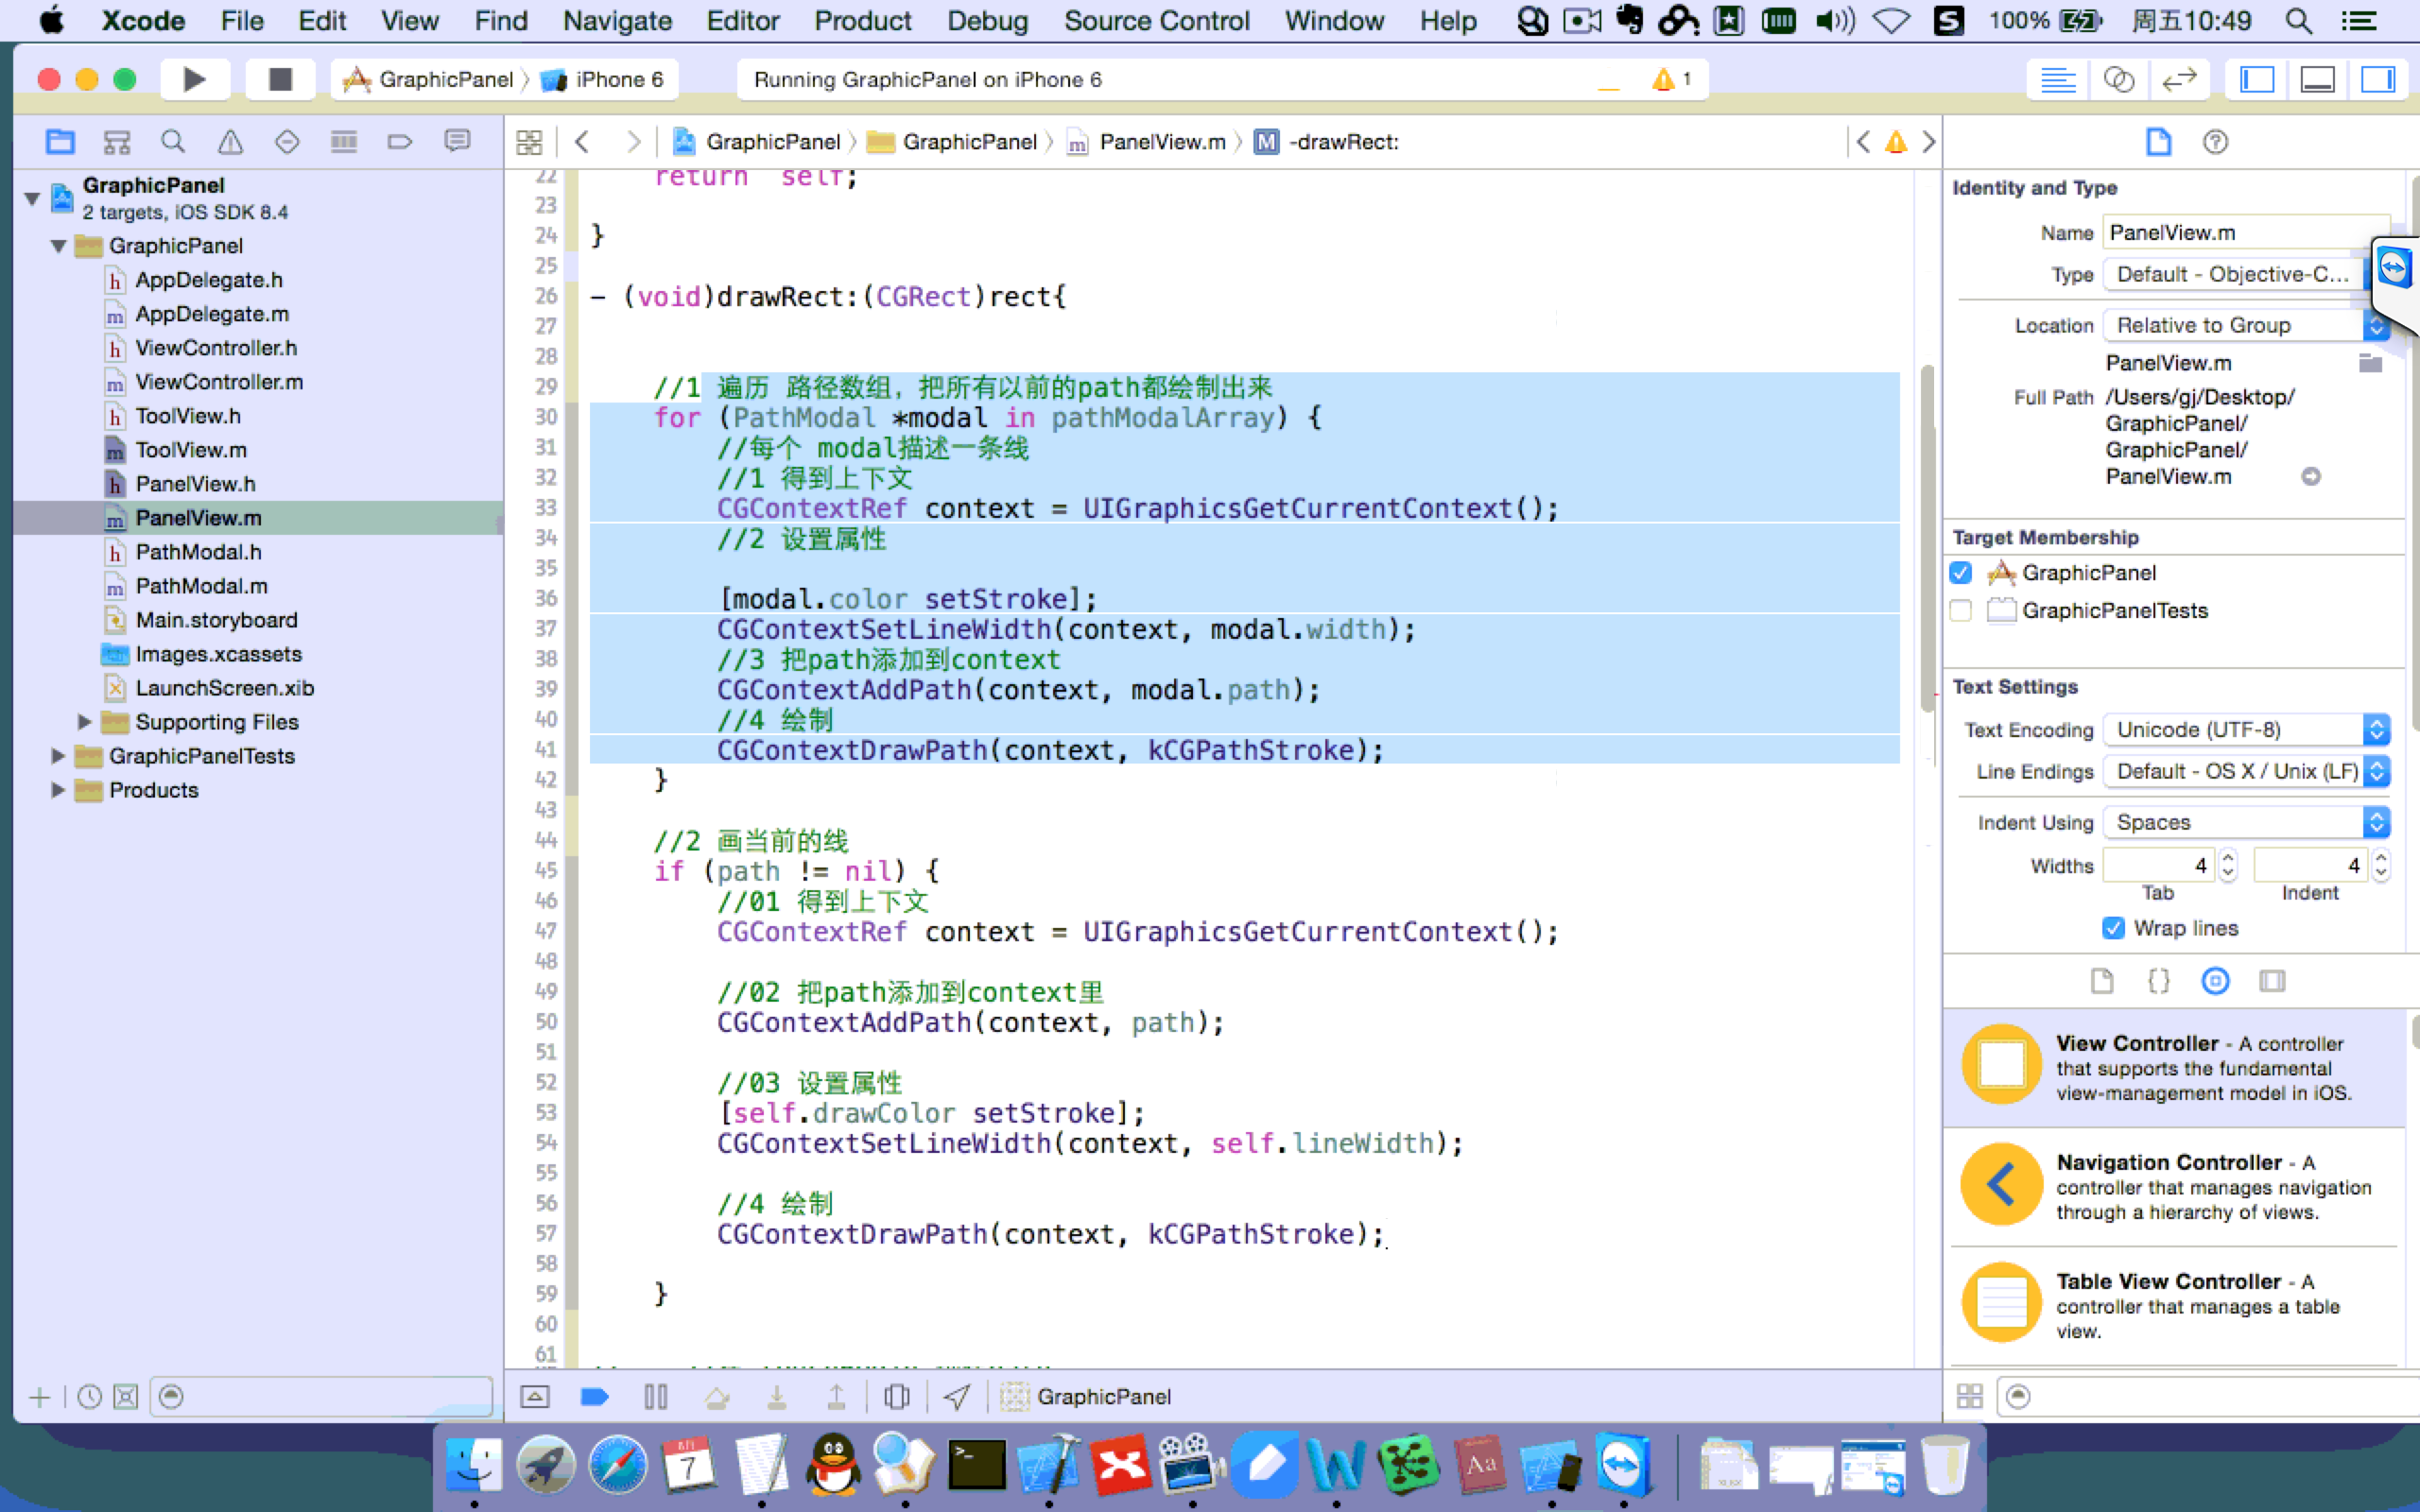 Xcode File Edit View Find Navigate Editor Product Debug Source Control Window Help 100% 周五10:49
GraphicPanel 〉 iPhone 6
Running GraphicPanel on iPhone 6
1
GraphicPanel 〉 GraphicPanel 〉 PanelView.m 〉 M -drawRect:
GraphicPanel
2 targets, iOS SDK 8.4
GraphicPanel
AppDelegate.h
AppDelegate.m
ViewController.h
ViewController.m
ToolView.h
ToolView.m
PanelView.h
PanelView.m
PathModal.h
PathModal.m
Main.storyboard
Images.xcassets
LaunchScreen.xib
Supporting Files
GraphicPanelTests
Products
22 return self;
23
24 }
25
26 - (void)drawRect:(CGRect)rect{
27
28
29 //1 遍历 路径数组，把所有以前的path都绘制出来
30 for (PathModal *modal in pathModalArray) {
31 //每个 modal描述一条线
32 //1 得到上下文
33 CGContextRef context = UIGraphicsGetCurrentContext();
34 //2 设置属性
35
36 [modal.color setStroke];
37 CGContextSetLineWidth(context, modal.width);
38 //3 把path添加到context
39 CGContextAddPath(context, modal.path);
40 //4 绘制
41 CGContextDrawPath(context, kCGPathStroke);
42 }
43
44 //2 画当前的线
45 if (path != nil) {
46 //01 得到上下文
47 CGContextRef context = UIGraphicsGetCurrentContext();
48
49 //02 把path添加到context里
50 CGContextAddPath(context, path);
51
52 //03 设置属性
53 [self.drawColor setStroke];
54 CGContextSetLineWidth(context, self.lineWidth);
55
56 //4 绘制
57 CGContextDrawPath(context, kCGPathStroke);
58
59 }
60
61
GraphicPanel
Identity and Type
Name PanelView.m
Type Default - Objective-C...
Location Relative to Group
PanelView.m
Full Path /Users/gj/Desktop/
GraphicPanel/
GraphicPanel/
PanelView.m
Target Membership
GraphicPanel
GraphicPanelTests
Text Settings
Text Encoding Unicode (UTF-8)
Line Endings Default - OS X / Unix (LF)
Indent Using Spaces
Widths 4 4
Tab Indent
Wrap lines
View Controller - A controller
that supports the fundamental
view-management model in iOS.
Navigation Controller - A
controller that manages navigation
through a hierarchy of views.
Table View Controller - A
controller that manages a table
view.
7
Aa